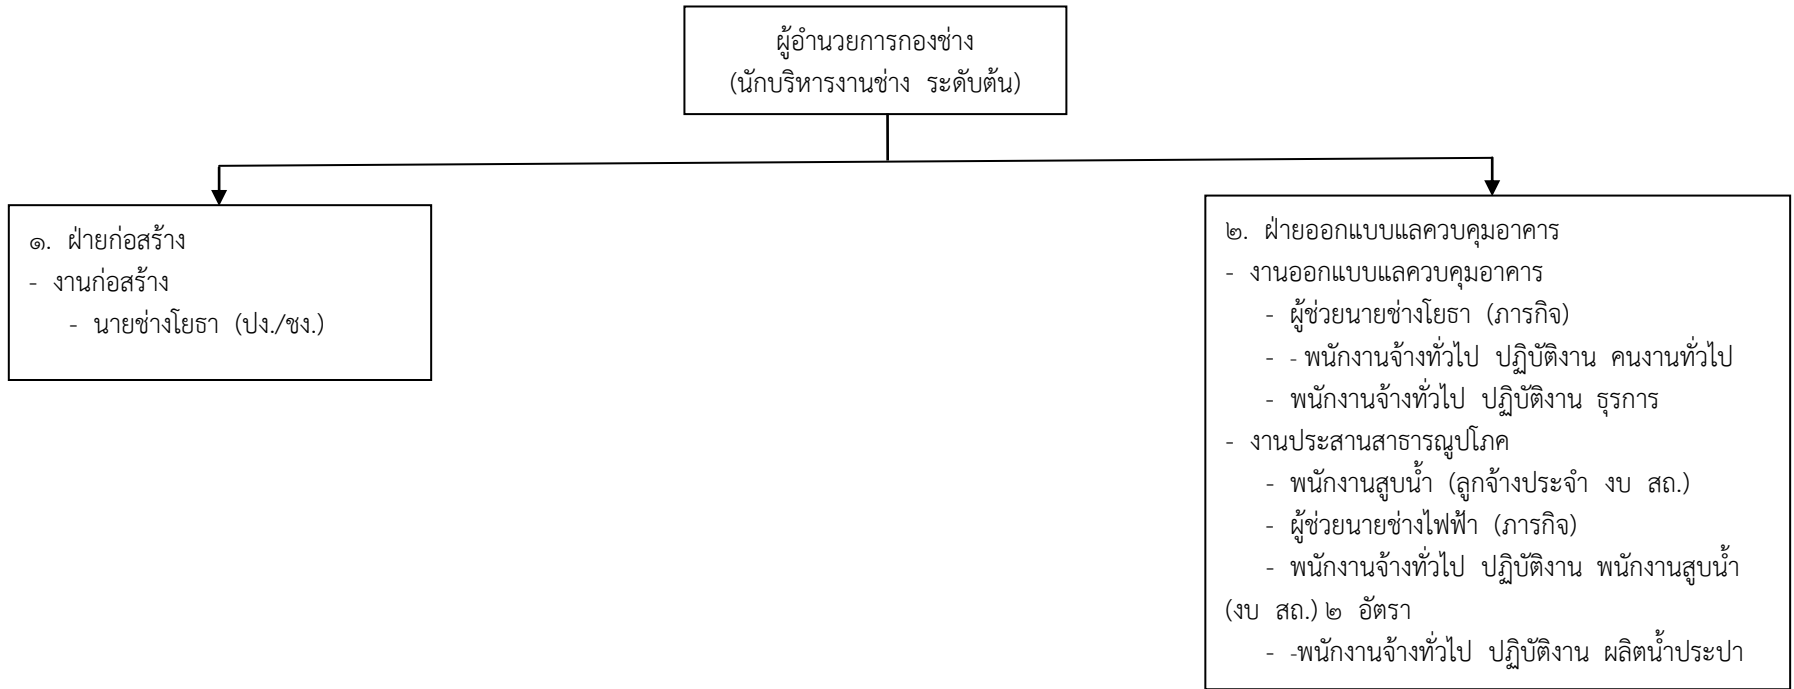 ผู้อำนวยการกองช่าง
(นักบริหารงานช่าง ระดับต้น)
๑. ฝ่ายก่อสร้าง
- งานก่อสร้าง
- นายช่างโยธา (ปง./ชง.)
๒. ฝ่ายออกแบบแลควบคุมอาคาร
- งานออกแบบแลควบคุมอาคาร
- ผู้ช่วยนายช่างโยธา (ภารกิจ)
- - พนักงานจ้างทั่วไป ปฏิบัติงาน คนงานทั่วไป
- พนักงานจ้างทั่วไป ปฏิบัติงาน ธุรการ
- งานประสานสาธารณูปโภค
- พนักงานสูบน้ำ (ลูกจ้างประจำ งบ สถ.)
- ผู้ช่วยนายช่างไฟฟ้า (ภารกิจ)
- พนักงานจ้างทั่วไป ปฏิบัติงาน พนักงานสูบน้ำ
(งบ สถ.) ๒ อัตรา
- -พนักงานจ้างทั่วไป ปฏิบัติงาน ผลิตน้ำประปา